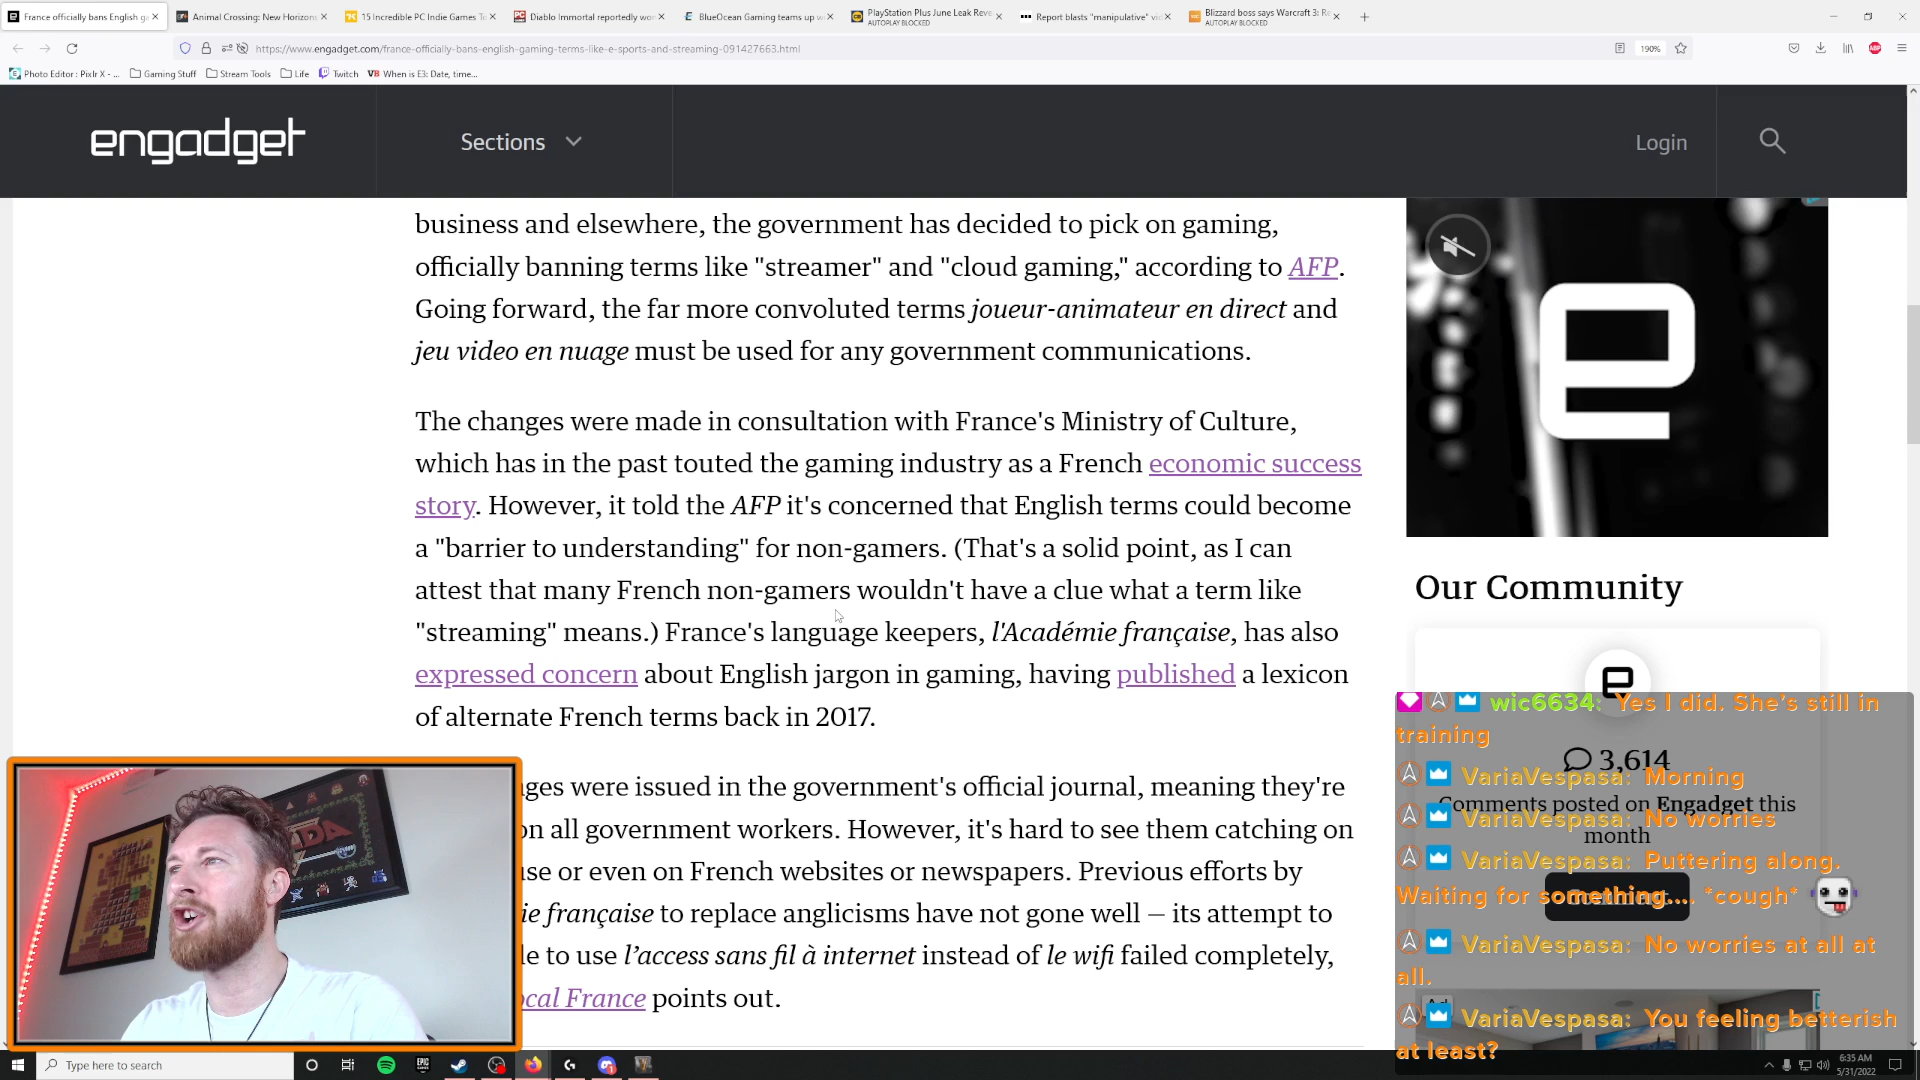 France officially bans English ga
Animal Crossing: New Horizons
15 Incredible PC Indie Games To
Diablo Immortal reportedly won
BlueOcean Gaming teams up w
PlayStation Plus June Leak Reve
AUTOPLAY BLOCKED
Report blasts "manipulative" vi
Blizzard boss says Warcraft 3: Re
AUTOPLAY BLOCKED
https://www.engadget.com/france-officially-bans-english-gaming-terms-like-e-sports-and-streaming-091427663.html
190%
Photo Editor : Pixlr X - ...
Gaming Stuff
Stream Tools
Life
Twitch
When is E3: Date, time...
engadget
Sections
Login
business and elsewhere, the government has decided to pick on gaming,
officially banning terms like "streamer" and "cloud gaming," according to AFP.
Going forward, the far more convoluted terms joueur-animateur en direct and
jeu video en nuage must be used for any government communications.
The changes were made in consultation with France's Ministry of Culture,
which has in the past touted the gaming industry as a French economic success
story. However, it told the AFP it's concerned that English terms could become
a "barrier to understanding" for non-gamers. (That's a solid point, as I can
attest that many French non-gamers wouldn't have a clue what a term like
"streaming" means.) France's language keepers, l'Académie française, has also
expressed concern about English jargon in gaming, having published a lexicon
of alternate French terms back in 2017.
nges were issued in the government's official journal, meaning they're
on all government workers. However, it's hard to see them catching on
use or even on French websites or newspapers. Previous efforts by
ie française to replace anglicisms have not gone well — its attempt to
le to use l'access sans fil à internet instead of le wifi failed completely,
ocal France points out.
Our Community
3,614
Comments posted on Engadget this
month
Ad
wic6634: Yes I did. She's still in
training
VariaVespasa: Morning
VariaVespasa: No worries
VariaVespasa: Puttering along.
Waiting for something.... *cough*
VariaVespasa: No worries at all at
all.
VariaVespasa: You feeling betterish
at least?
Type here to search
6:35 AM
5/31/2022